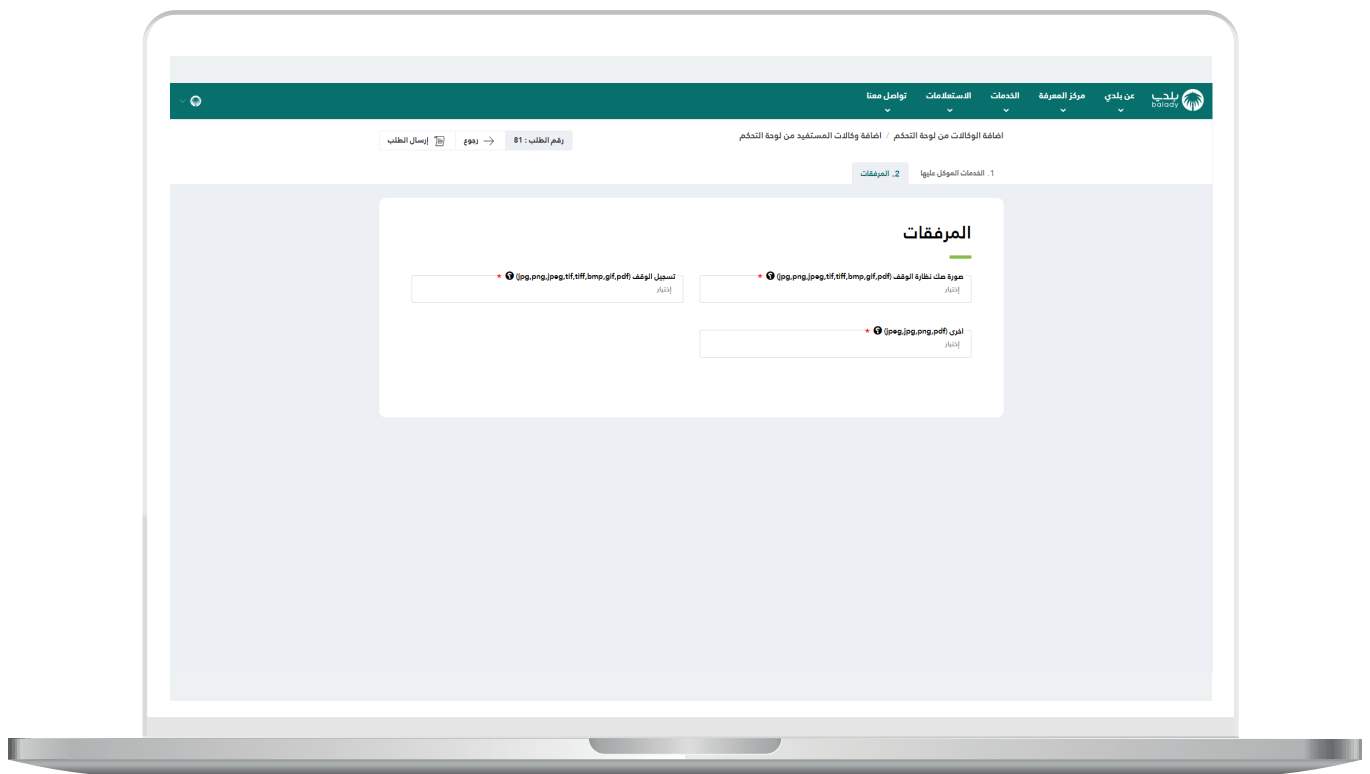 بلدي
balady
عن بلدي
مركز المعرفة
الخدمات
الاستعلامات
تواصل معنا
اضافة الوكالات من لوحة التحكم / اضافة وكالات المستفيد من لوحة التحكم
رقم الطلب : 81
رجوع
إرسال الطلب
1. الخدمات الموكل عليها
2. المرفقات
المرفقات
صورة صك نظارة الوقف (jpg,png,jpeg,tif,tiff,bmp,gif,pdf) *
إختيار
تسجيل الوقف (jpg,png,jpeg,tif,tiff,bmp,gif,pdf) *
إختيار
اخرى (jpeg,jpg,png,pdf) *
إختيار